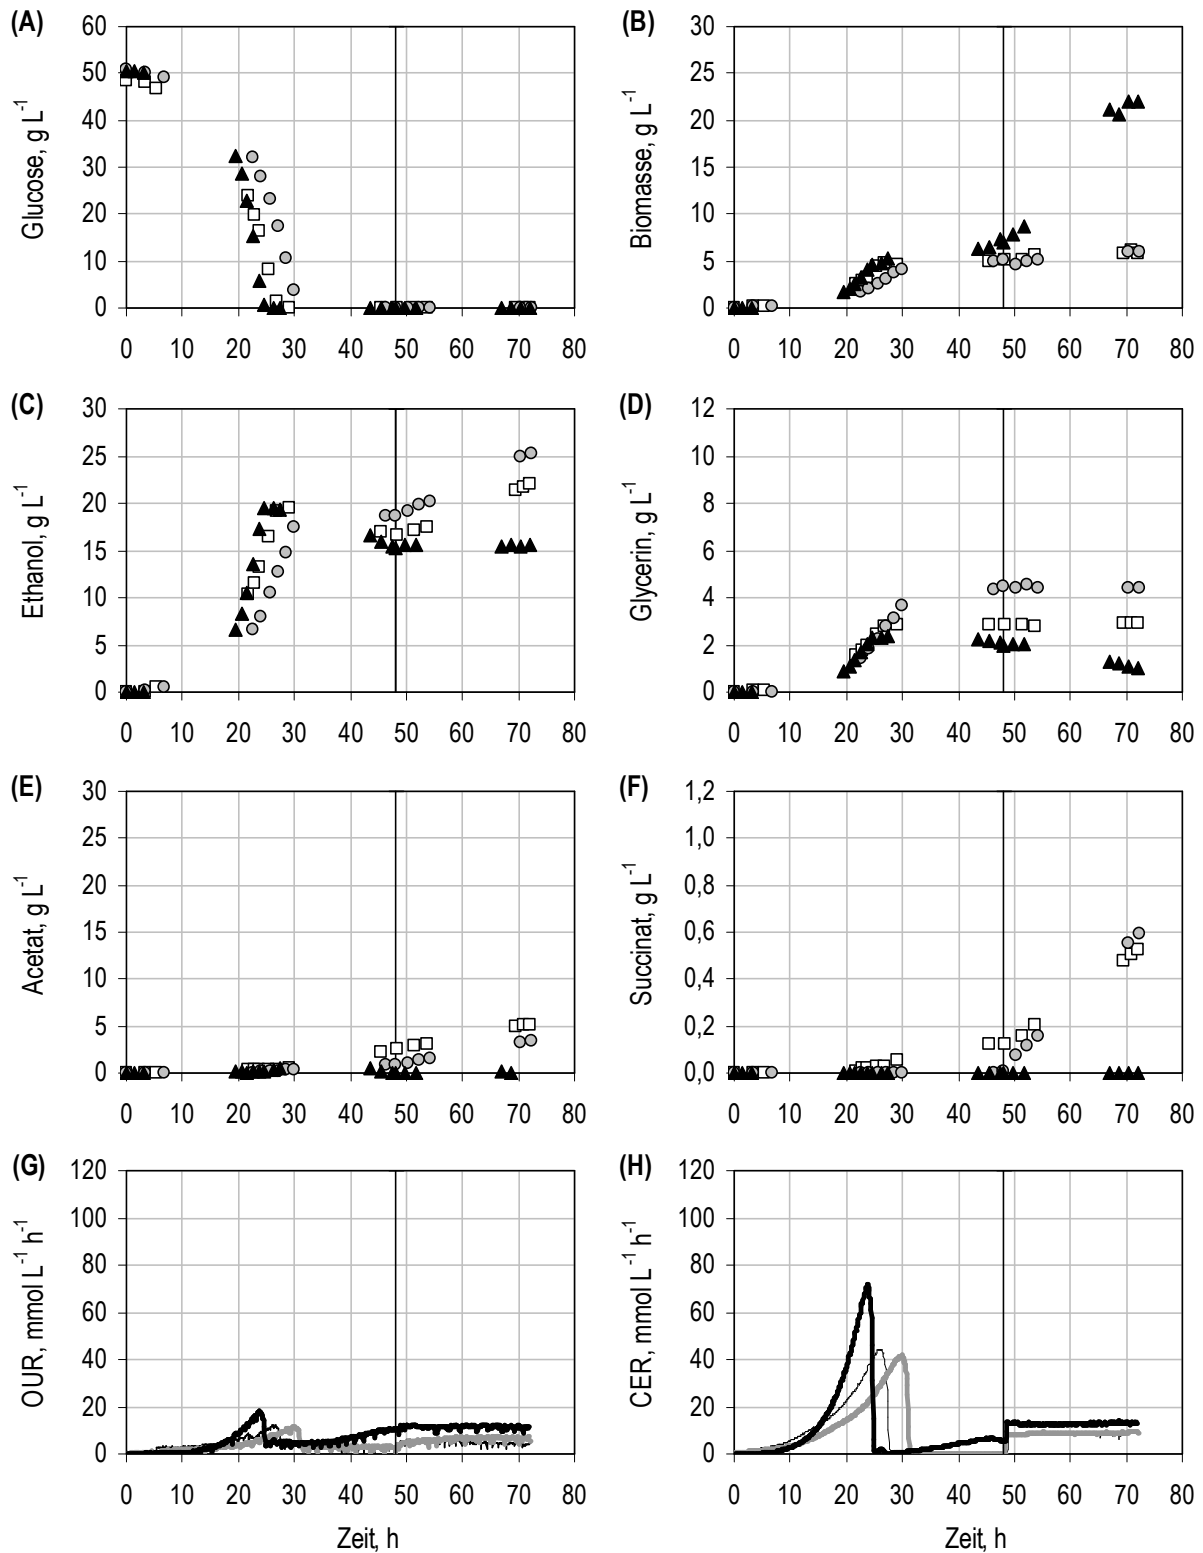 (A)
60
50
40
30
20
10
0
Glucose, g L⁻¹
0 10 20 30 40 50 60 70 80
(B)
30
25
20
15
10
5
0
Biomasse, g L⁻¹
0 10 20 30 40 50 60 70 80
(C)
30
25
20
15
10
5
0
Ethanol, g L⁻¹
0 10 20 30 40 50 60 70 80
(D)
12
10
8
6
4
2
0
Glycerin, g L⁻¹
0 10 20 30 40 50 60 70 80
(E)
30
25
20
15
10
5
0
Acetat, g L⁻¹
0 10 20 30 40 50 60 70 80
(F)
1,2
1,0
0,8
0,6
0,4
0,2
0,0
Succinat, g L⁻¹
0 10 20 30 40 50 60 70 80
(G)
120
100
80
60
40
20
0
OUR, mmol L⁻¹ h⁻¹
0 10 20 30 40 50 60 70 80
Zeit, h
(H)
120
100
80
60
40
20
0
CER, mmol L⁻¹ h⁻¹
0 10 20 30 40 50 60 70 80
Zeit, h